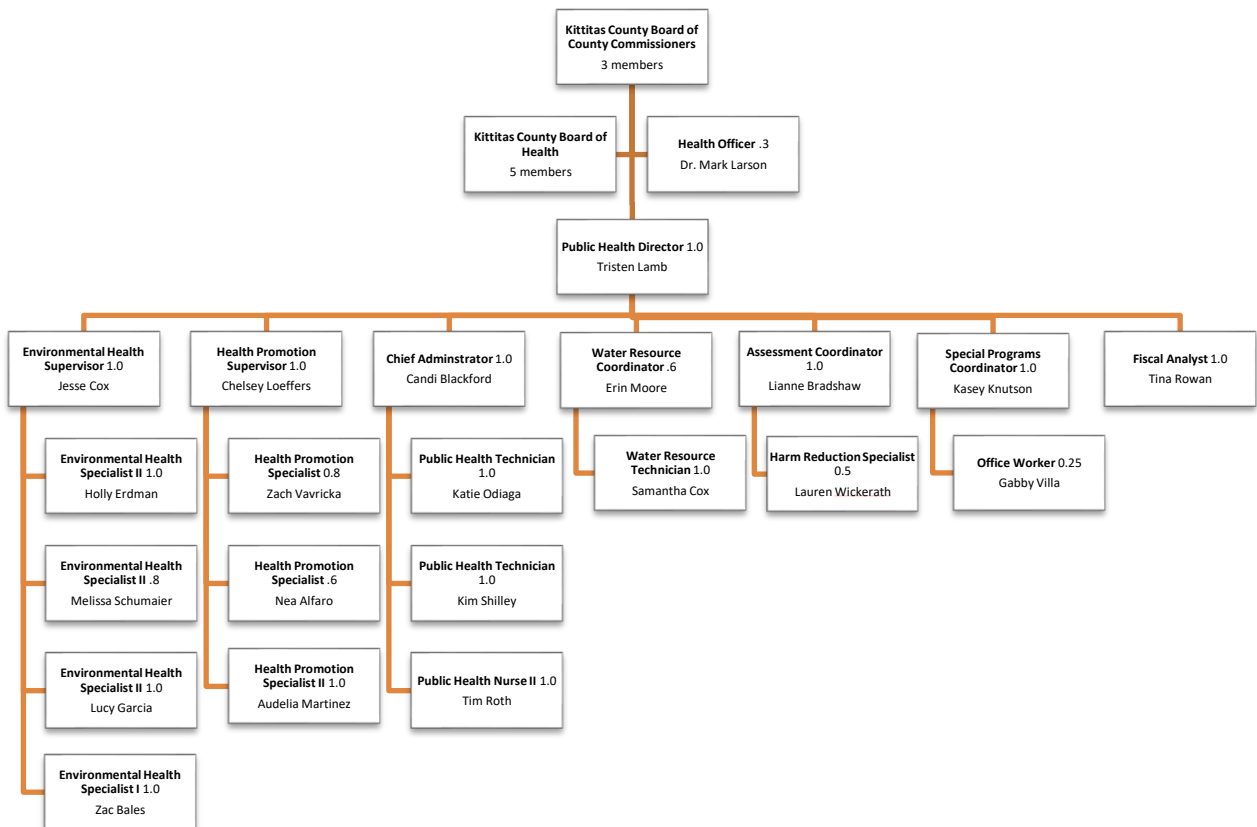 Kittitas County Board of
County Commissioners
3 members
Kittitas County Board of
Health
5 members
Health Officer .3
Dr. Mark Larson
Public Health Director 1.0
Tristen Lamb
Environmental Health
Supervisor 1.0
Jesse Cox
Health Promotion
Supervisor 1.0
Chelsey Loeffers
Chief Adminstrator 1.0
Candi Blackford
Water Resource
Coordinator .6
Erin Moore
Assessment Coordinator
1.0
Lianne Bradshaw
Special Programs
Coordinator 1.0
Kasey Knutson
Fiscal Analyst 1.0
Tina Rowan
Environmental Health
Specialist II 1.0
Holly Erdman
Health Promotion
Specialist 0.8
Zach Vavricka
Public Health Technician
1.0
Katie Odiaga
Water Resource
Technician 1.0
Samantha Cox
Harm Reduction Specialist
0.5
Lauren Wickerath
Office Worker 0.25
Gabby Villa
Environmental Health
Specialist II .8
Melissa Schumaier
Health Promotion
Specialist .6
Nea Alfaro
Public Health Technician
1.0
Kim Shilley
Environmental Health
Specialist II 1.0
Lucy Garcia
Health Promotion
Specialist II 1.0
Audelia Martinez
Public Health Nurse II 1.0
Tim Roth
Environmental Health
Specialist I 1.0
Zac Bales